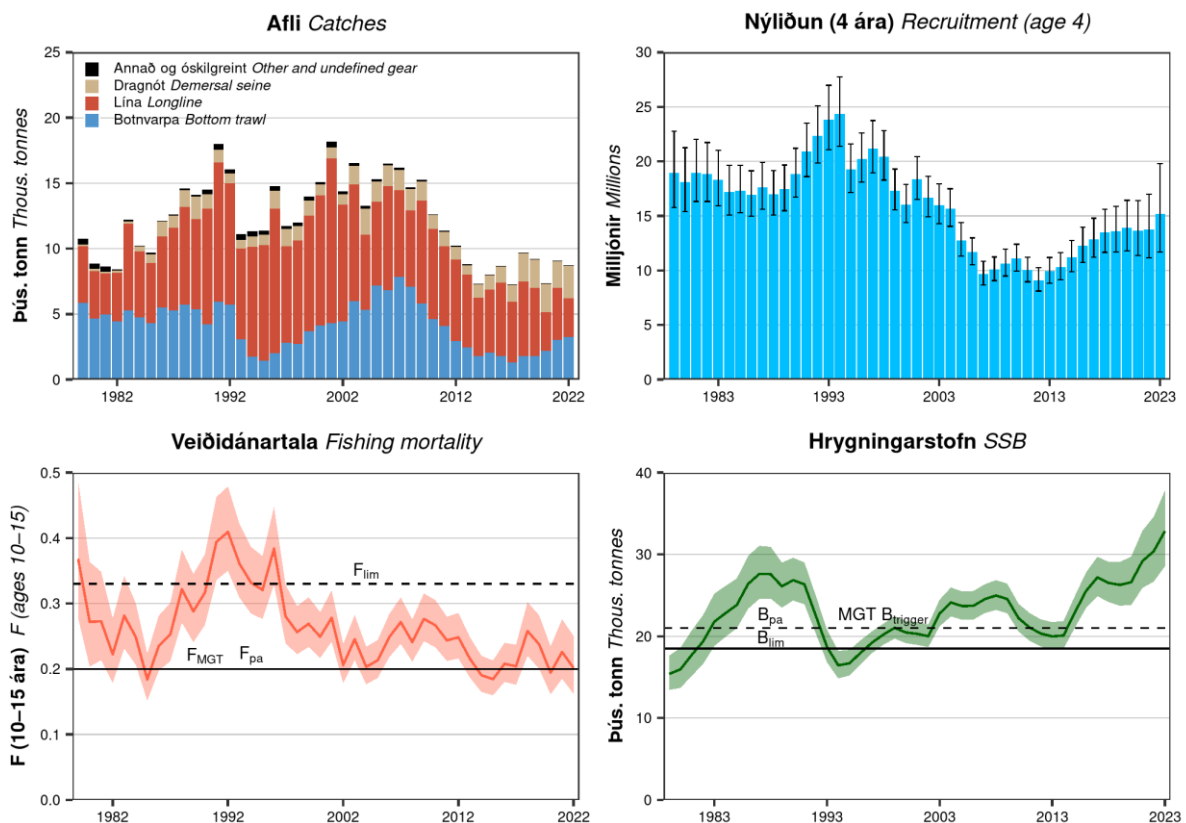 Afli Catches
Þús. tonn Thous. tonnes
25
20
15
10
5
0
Annað og óskilgreint Other and undefined gear
Dragnót Demersal seine
Lína Longline
Botnvarpa Bottom trawl
1982
1992
2002
2012
2022
Nýliðun (4 ára) Recruitment (age 4)
Milljónir Millions
30
25
20
15
10
5
0
1983
1993
2003
2013
2023
Veiðidánartala Fishing mortality
F (10–15 ára) F (ages 10–15)
0.5
0.4
0.3
0.2
0.1
0.0
Flim
FMGT Fpa
1982
1992
2002
2012
2022
Hrygningarstofn SSB
Þús. tonn Thous. tonnes
40
30
20
10
0
Bpa MGT Btrigger
Blim
1983
1993
2003
2013
2023